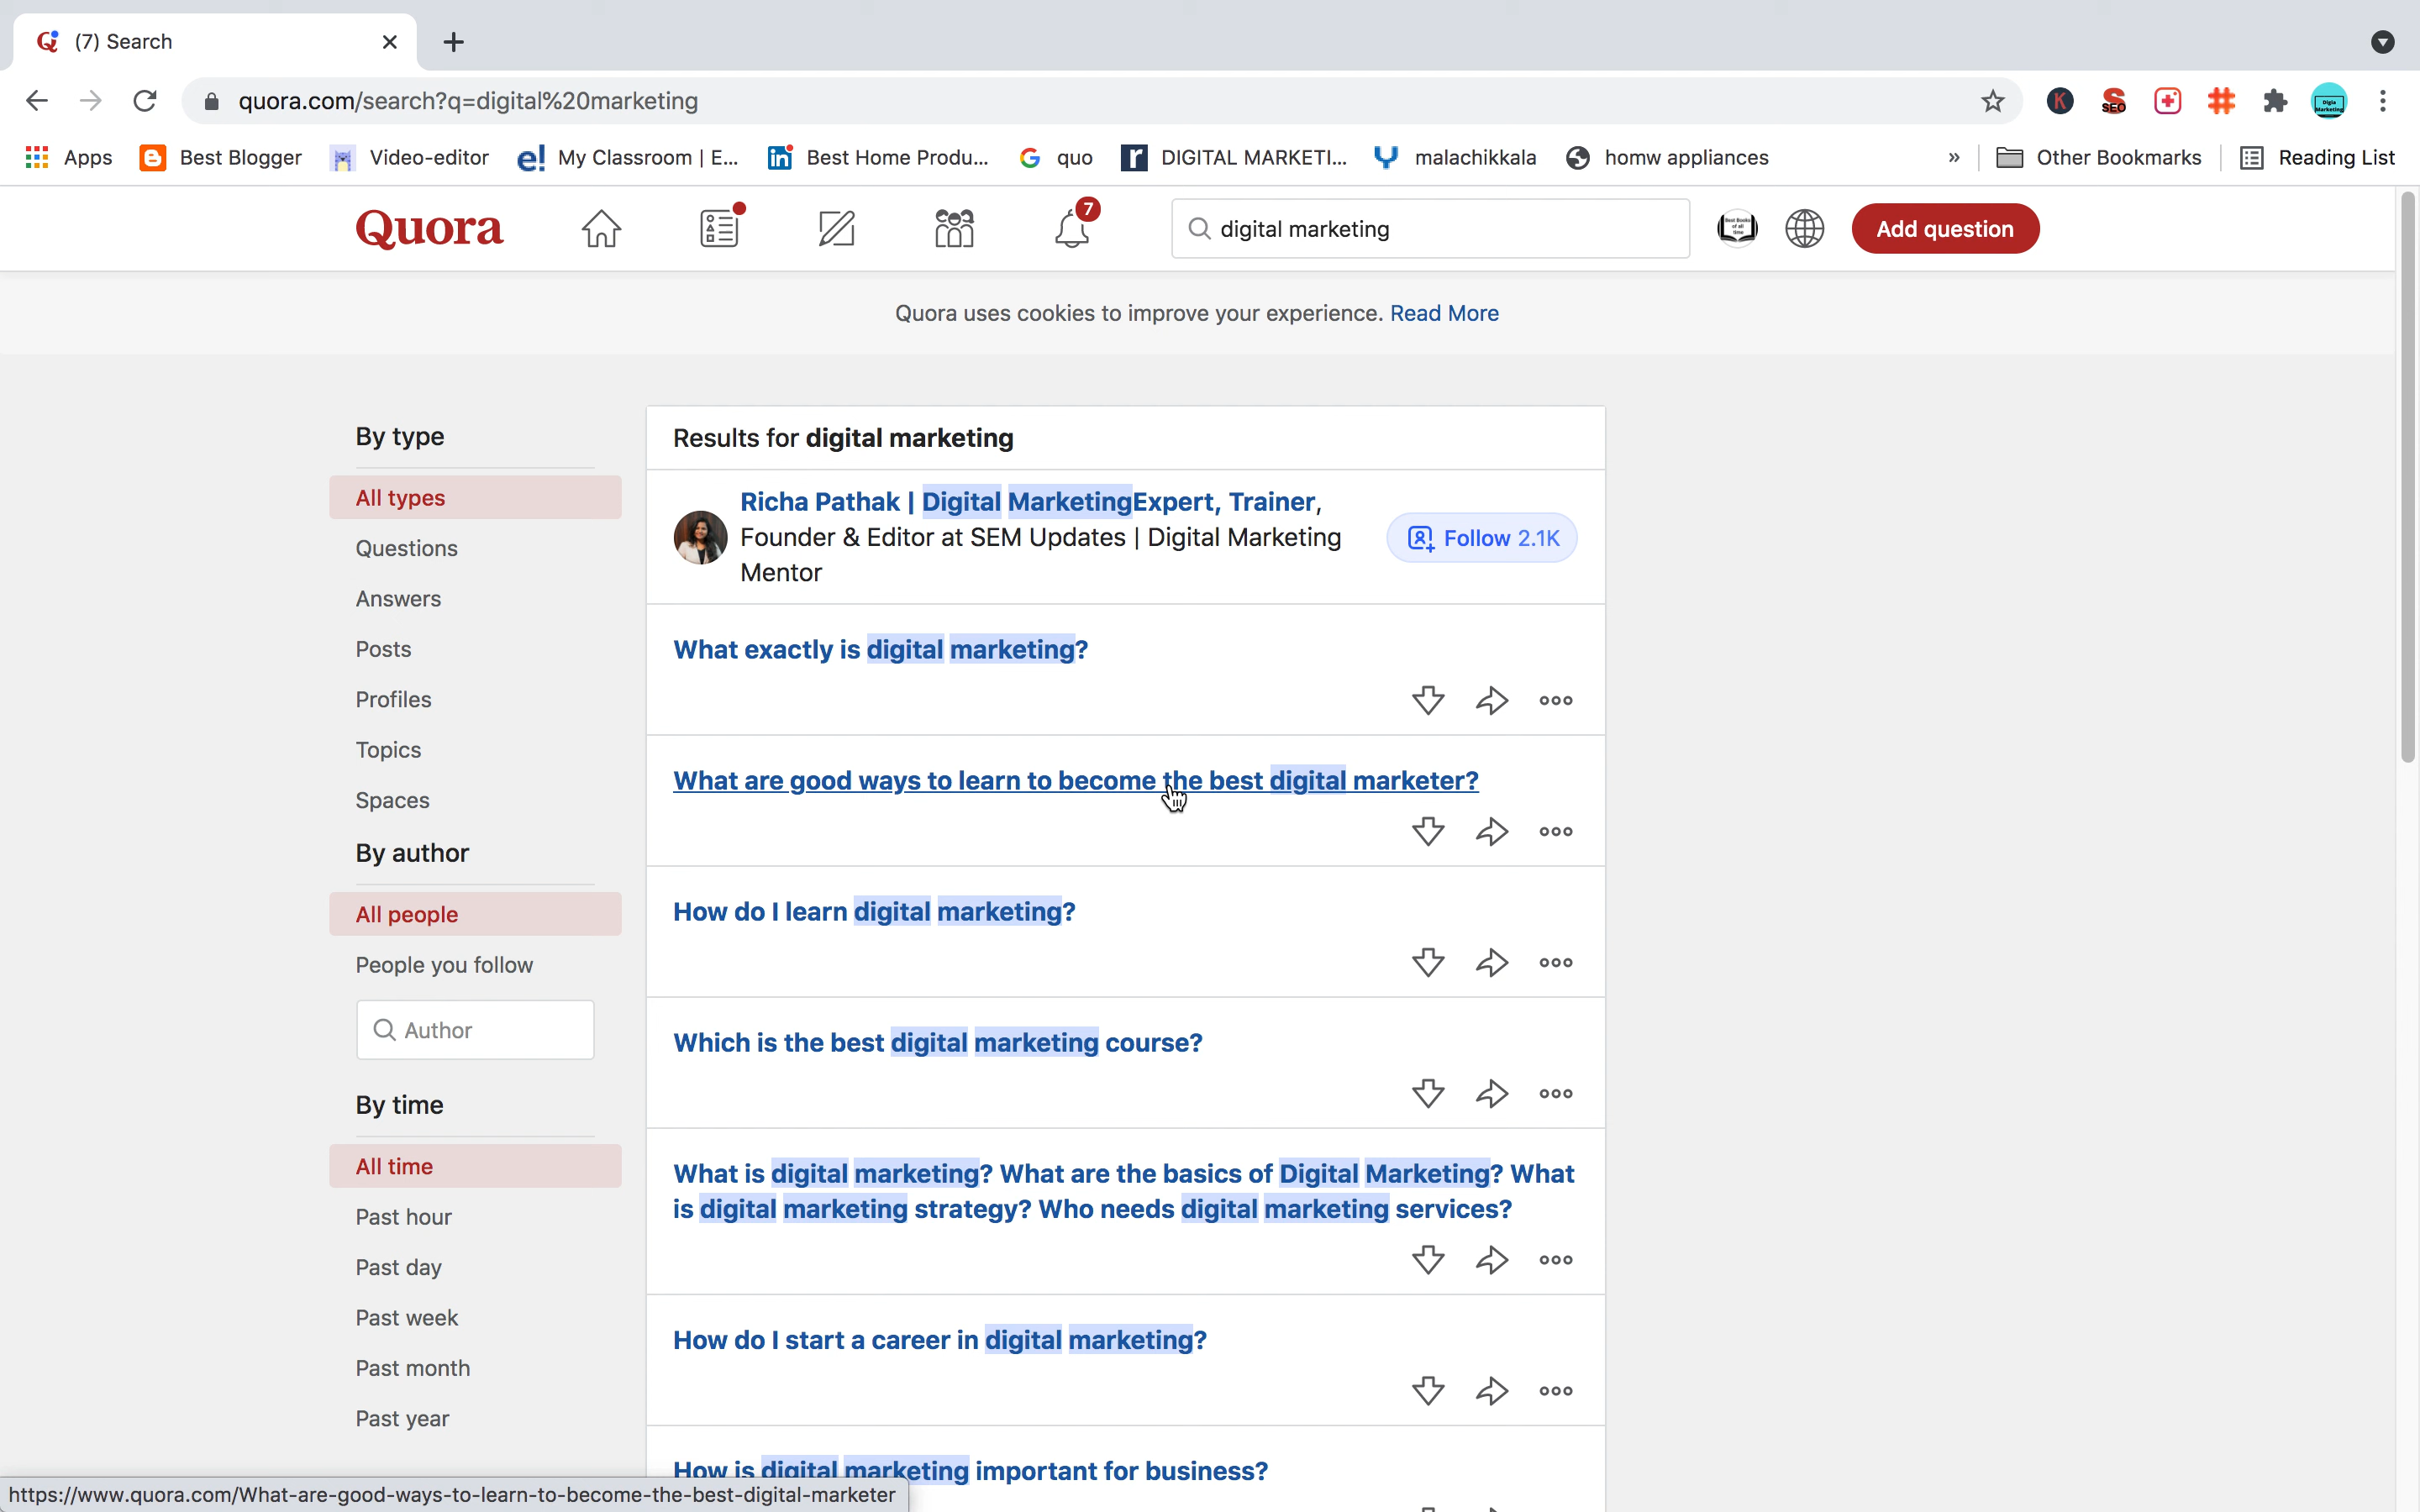 (7) Search
quora.com/search?q=digital%20marketing
Apps Best Blogger Video-editor My Classroom | E... Best Home Produ... quo DIGITAL MARKETI... malachikkala homw appliances » Other Bookmarks Reading List
Quora 7 digital marketing Add question
Quora uses cookies to improve your experience. Read More
By type
All types
Questions
Answers
Posts
Profiles
Topics
Spaces
By author
All people
People you follow
Author
By time
All time
Past hour
Past day
Past week
Past month
Past year
Results for digital marketing
Richa Pathak | Digital MarketingExpert, Trainer,
Founder & Editor at SEM Updates | Digital Marketing
Mentor
Follow 2.1K
What exactly is digital marketing?
What are good ways to learn to become the best digital marketer?
How do I learn digital marketing?
Which is the best digital marketing course?
What is digital marketing? What are the basics of Digital Marketing? What
is digital marketing strategy? Who needs digital marketing services?
How do I start a career in digital marketing?
How is digital marketing important for business?
https://www.quora.com/What-are-good-ways-to-learn-to-become-the-best-digital-marketer